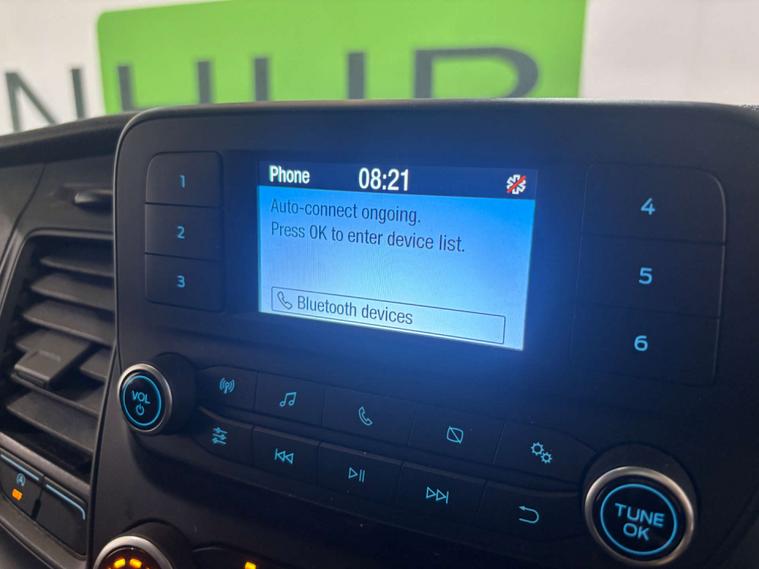 NHUB
Phone 08:21
Auto-connect ongoing.
Press OK to enter device list.
Bluetooth devices
1
2
3
4
5
6
VOL
TUNE
OK